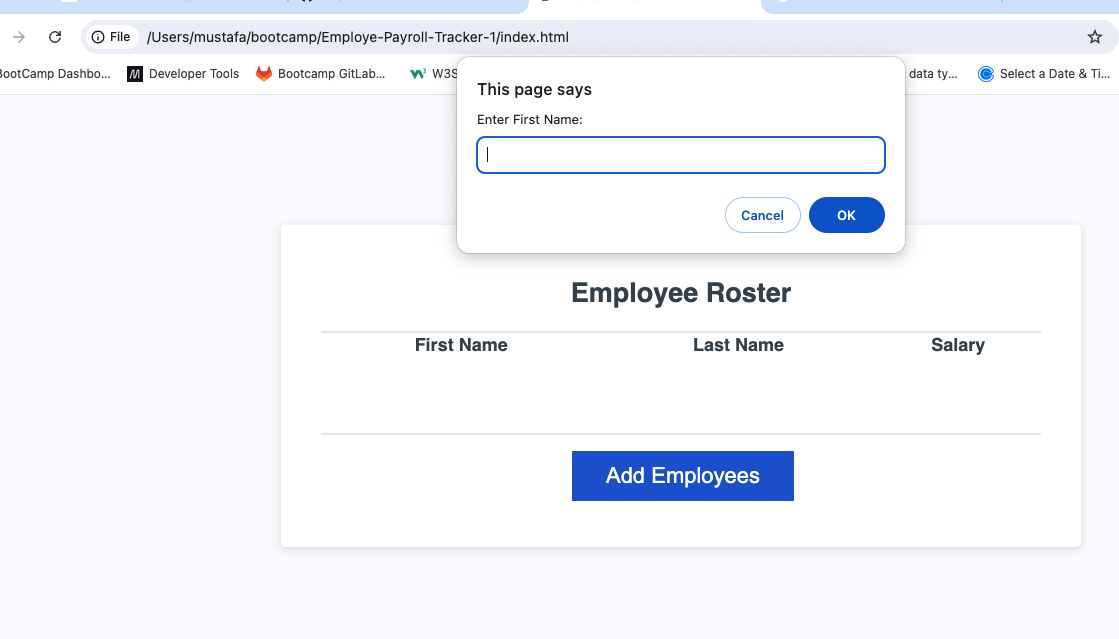 File /Users/mustafa/bootcamp/Employe-Payroll-Tracker-1/index.html
BootCamp Dashbo... Developer Tools Bootcamp GitLab... W3S data ty... Select a Date & Ti...
This page says
Enter First Name:
Cancel OK
Employee Roster
First Name Last Name Salary
Add Employees